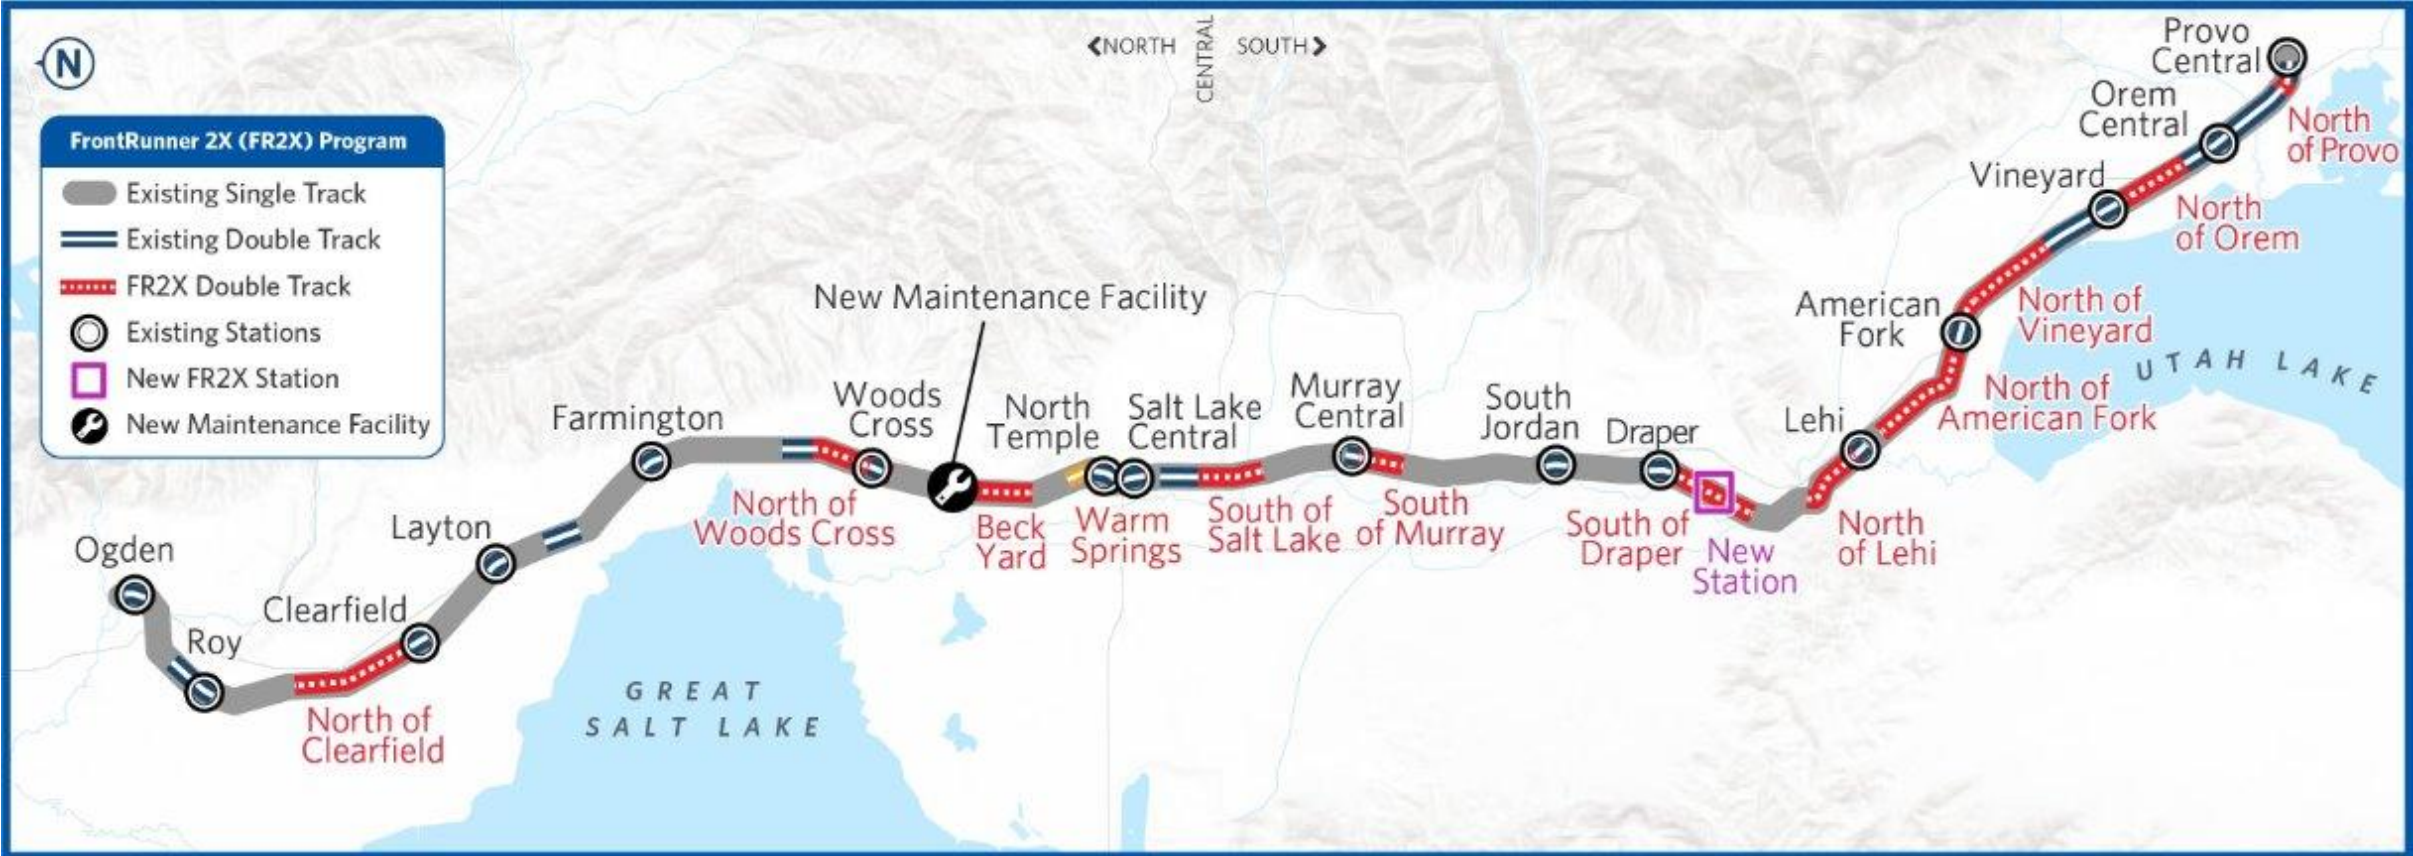 N
<NORTH
CENTRAL
SOUTH>
FrontRunner 2X (FR2X) Program
Existing Single Track
Existing Double Track
FR2X Double Track
Existing Stations
New FR2X Station
New Maintenance Facility
Ogden
Roy
Clearfield
North of
Clearfield
Layton
Farmington
GREAT
SALT LAKE
North of
Woods Cross
Woods
Cross
New Maintenance Facility
Beck
Yard
North
Temple
Warm
Springs
Salt Lake
Central
South of
Salt Lake
Murray
Central
South
of Murray
South
Jordan
Draper
South of
Draper
New
Station
North
of Lehi
Lehi
North of
American Fork
American
Fork
North of
Vineyard
UTAH LAKE
Vineyard
North
of Orem
Orem
Central
North
of Provo
Provo
Central